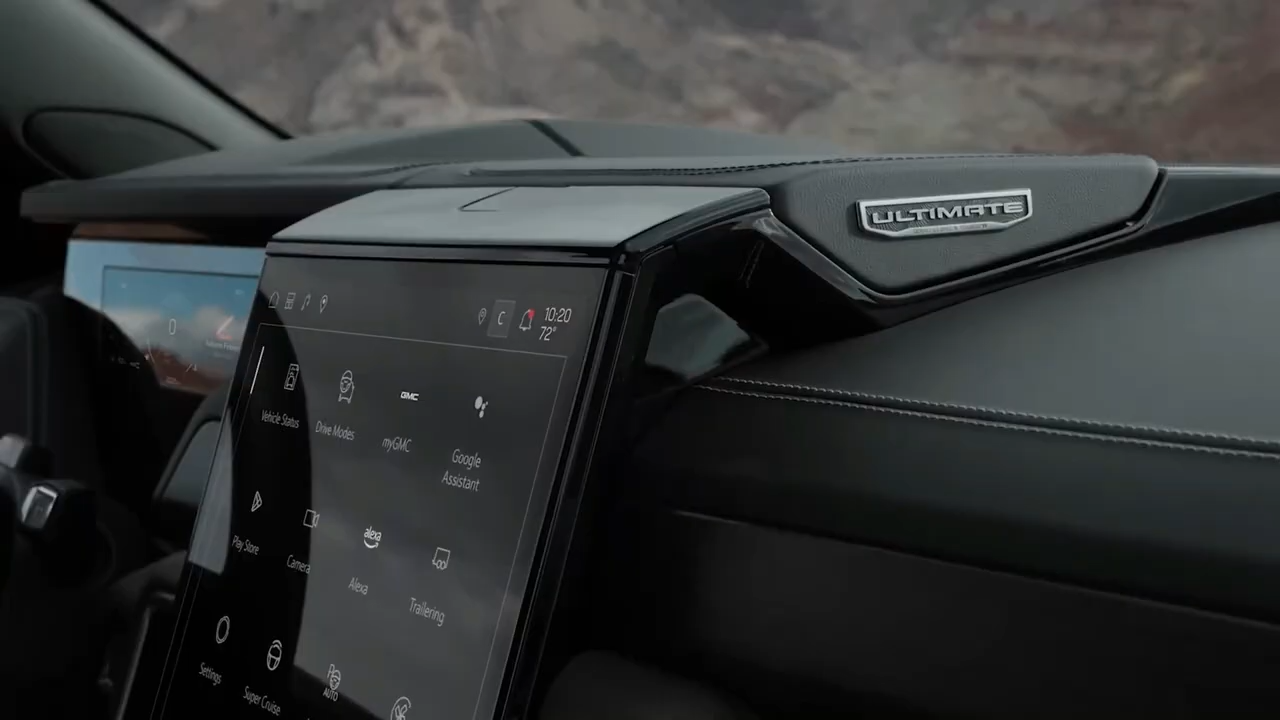 ULTIMATE
C
10:20
72°
0
Vehicle Status
Drive Modes
GMC
myGMC
Google
Assistant
Play Store
Camera
alexa
Alexa
Trailering
Settings
Super Cruise
AUTO